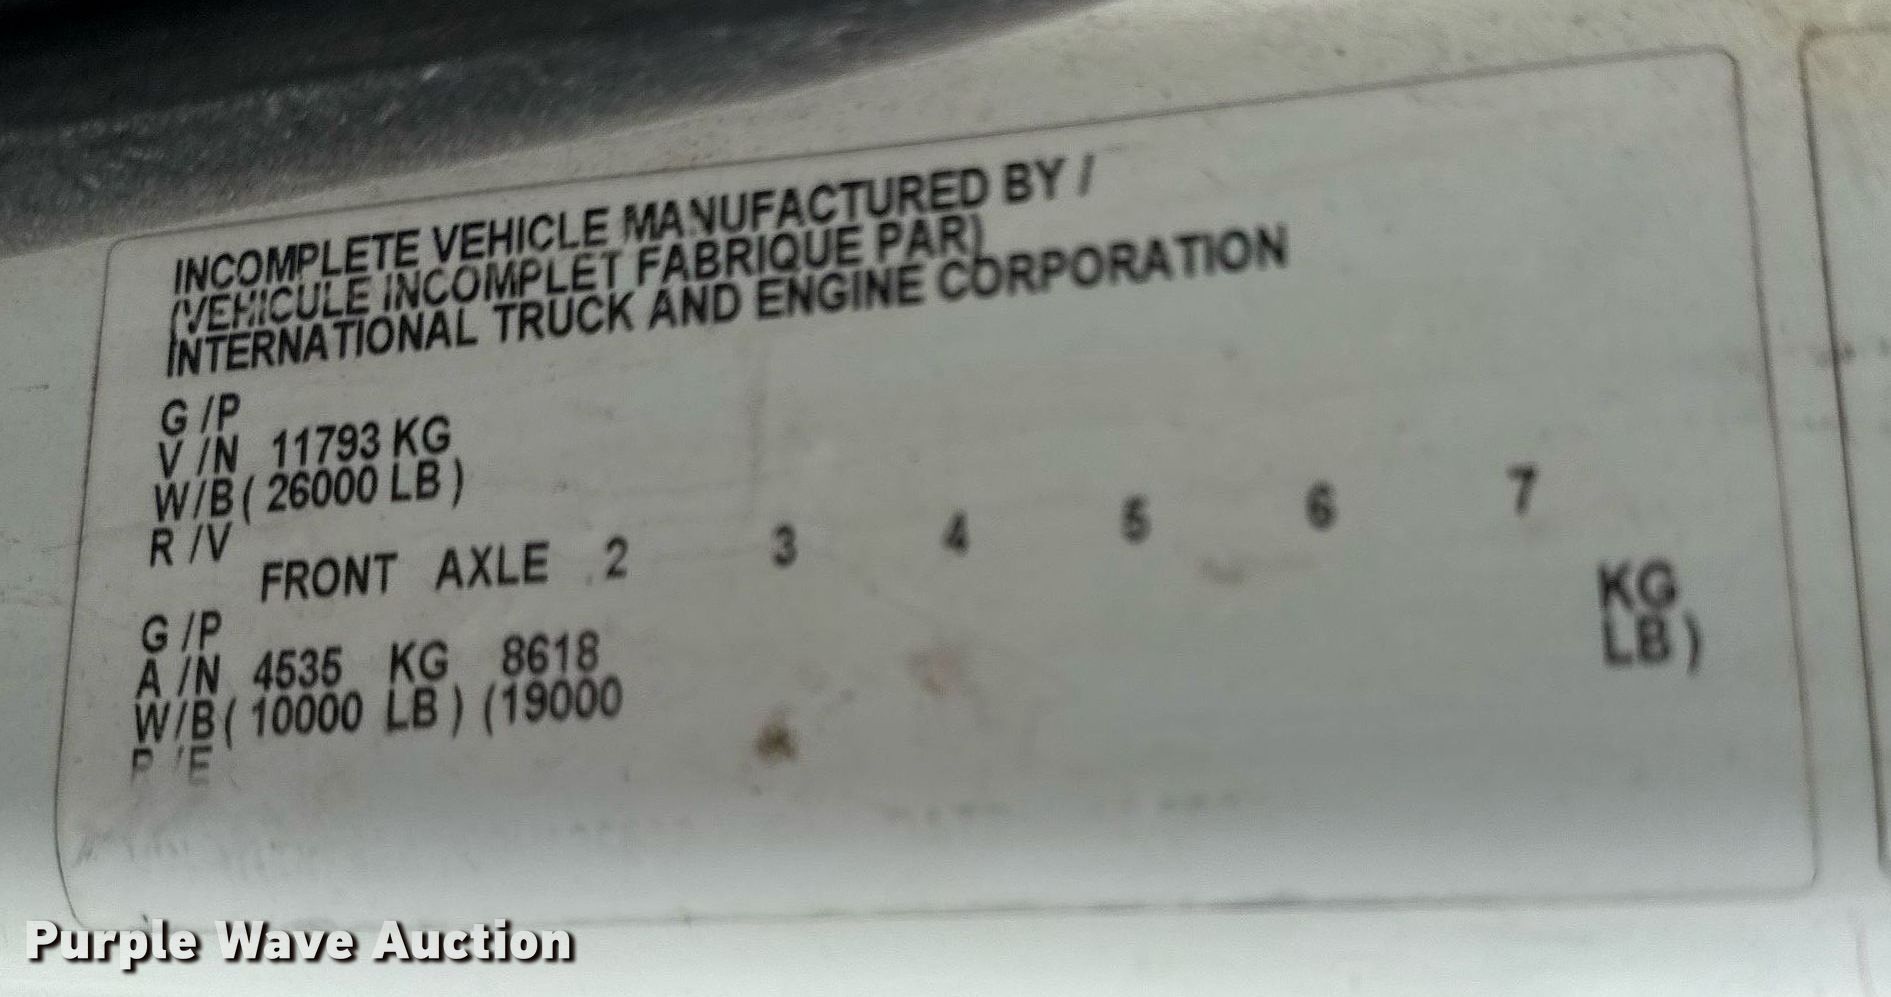 INCOMPLETE VEHICLE MANUFACTURED BY /
(VEHICULE INCOMPLET FABRIQUE PAR)
INTERNATIONAL TRUCK AND ENGINE CORPORATION
G /P
V /N 11793 KG
W/B ( 26000 LB )
R /V
FRONT AXLE 2 3 4 5 6 7
G /P
A /N 4535 KG 8618 KG
W/B ( 10000 LB ) (19000 LB )
R /E
Purple Wave Auction